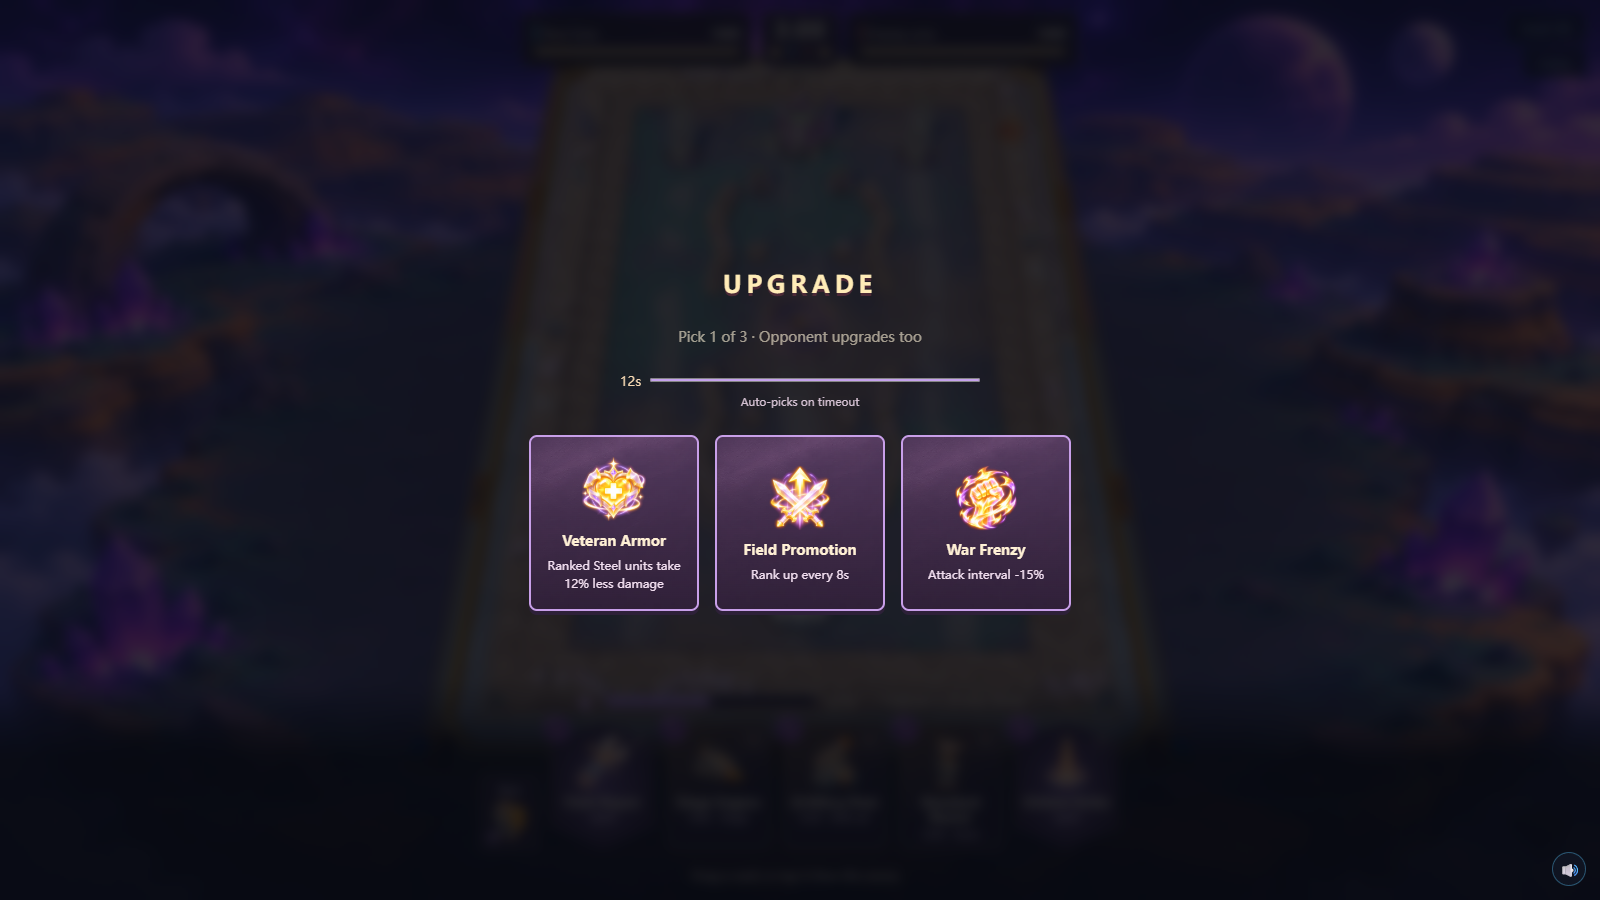 UPGRADE
Pick 1 of 3 · Opponent upgrades too
12s
Auto-picks on timeout
Veteran Armor
Ranked Steel units take
12% less damage
Field Promotion
Rank up every 8s
War Frenzy
Attack interval -15%